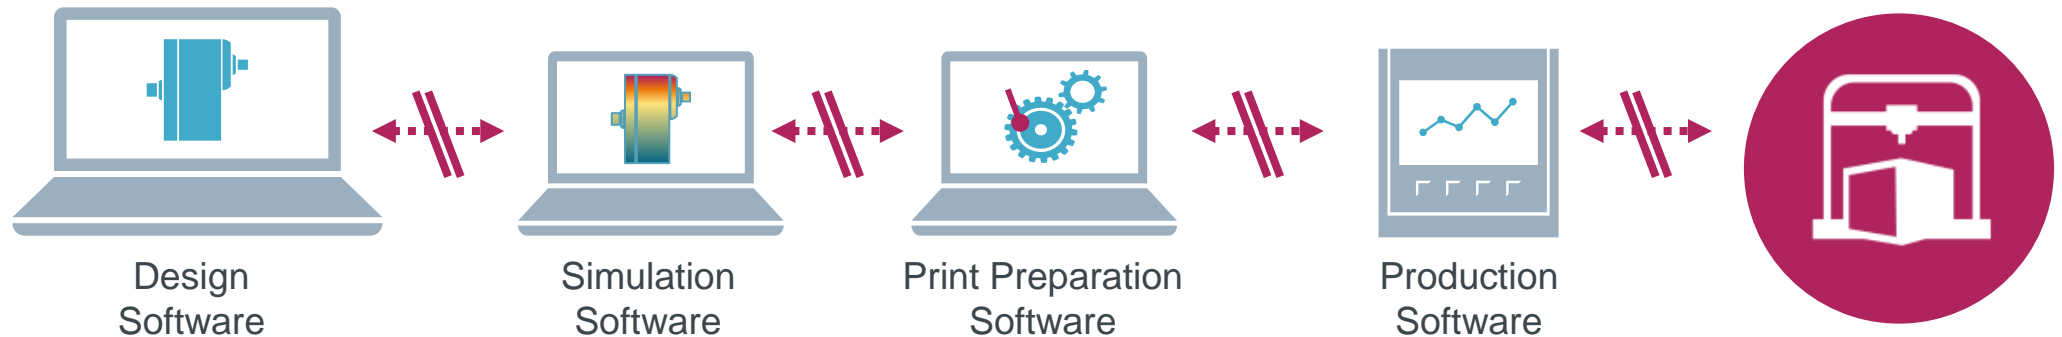 Design
Software
Simulation
Software
Print Preparation
Software
Production
Software